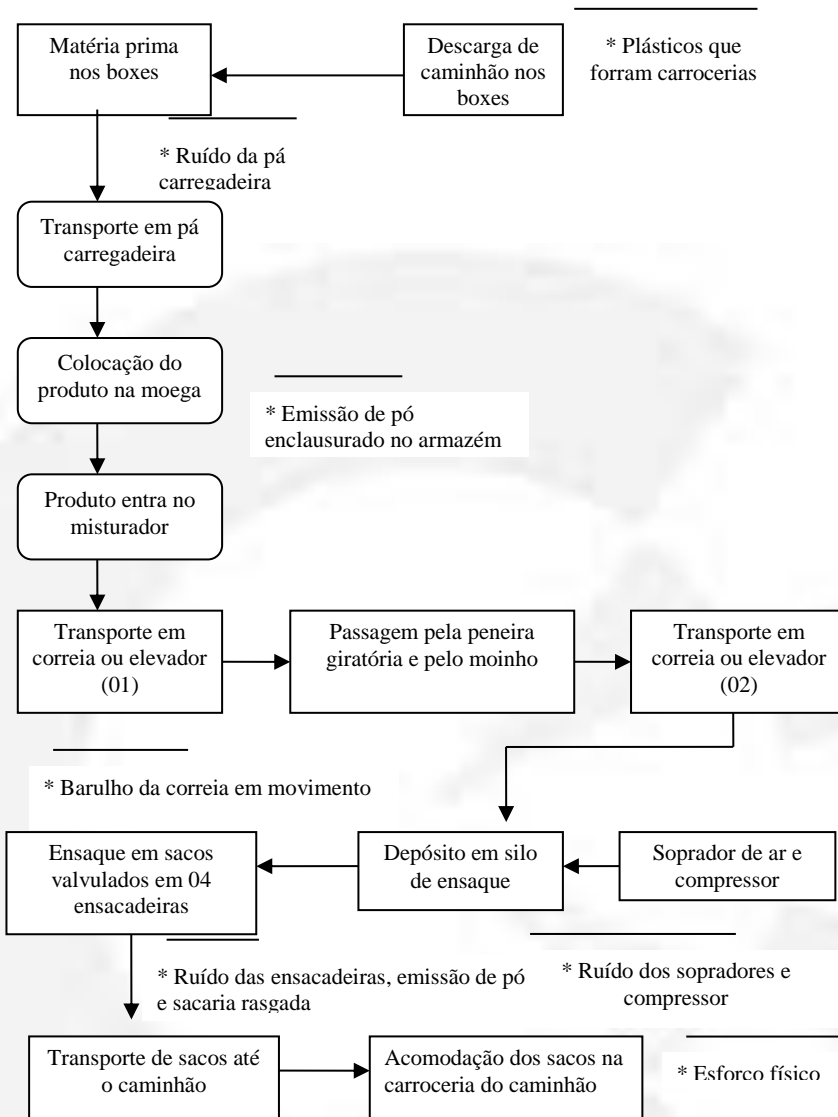 Matéria prima
nos boxes
Descarga de
caminhão nos
boxes
* Plásticos que
forram carrocerias
* Ruído da pá
carregadeira
Transporte em pá
carregadeira
Colocação do
produto na moega
* Emissão de pó
enclausurado no armazém
Produto entra no
misturador
Transporte em
correia ou elevador
(01)
Passagem pela peneira
giratória e pelo moinho
Transporte em
correia ou elevador
(02)
* Barulho da correia em movimento
Ensaque em sacos
valvulados em 04
ensacadeiras
Depósito em silo
de ensaque
Soprador de ar e
compressor
* Ruído das ensacadeiras, emissão de pó
e sacaria rasgada
* Ruído dos sopradores e
compressor
Transporte de sacos até
o caminhão
Acomodação dos sacos na
carroceria do caminhão
* Esforço físico